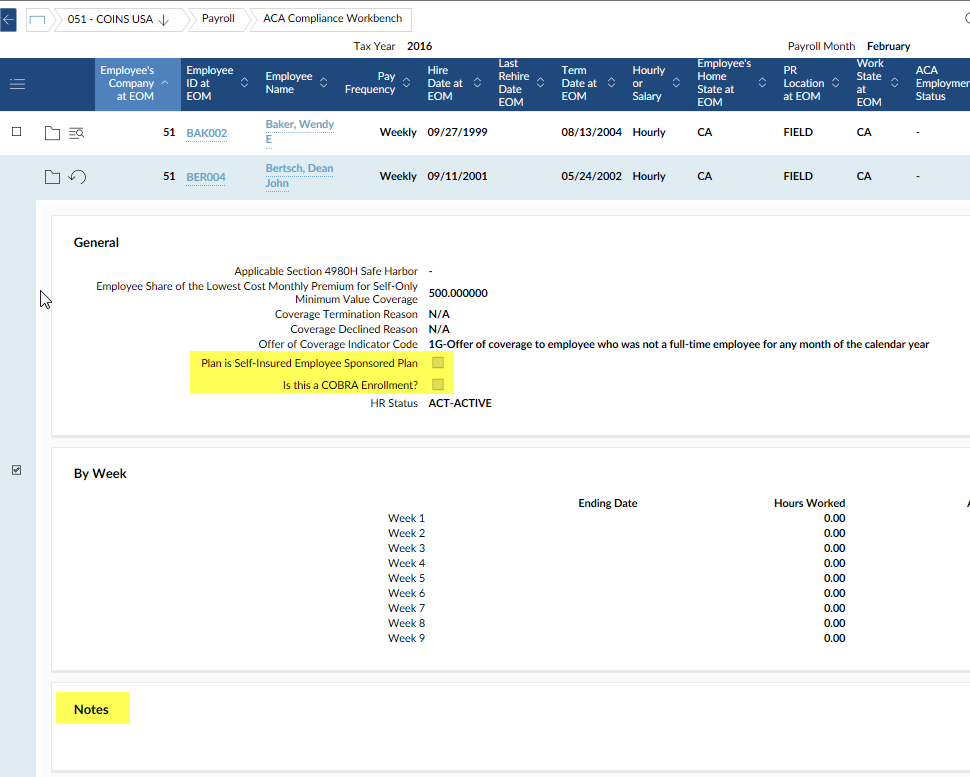 051 - COINS USA Payroll ACA Compliance Workbench
Tax Year 2016 Payroll Month February
Employee's Company at EOM
Employee ID at EOM
Employee Name
Pay Frequency
Hire Date at EOM
Last Rehire Date EOM
Term Date at EOM
Hourly or Salary
Employee's Home State at EOM
PR Location at EOM
Work State at EOM
ACA Status
51 BAK002 Baker, Wendy E Weekly 09/27/1999 08/13/2004 Hourly CA FIELD CA -
51 BER004 Bertsch, Dean John Weekly 09/11/2001 05/24/2002 Hourly CA FIELD CA -
General
Applicable Section 4980H Safe Harbor -
Employee Share of the Lowest Cost Monthly Premium for Self-Only
Minimum Value Coverage 500.000000
Coverage Termination Reason N/A
Coverage Declined Reason N/A
Offer of Coverage Indicator Code 1G-Offer of coverage to employee who was not a full-time employee for any month of the calendar year
Plan is Self-Insured Employee Sponsored Plan
Is this a COBRA Enrollment?
HR Status ACT-ACTIVE
By Week
Ending Date Hours Worked
Week 1 0.00
Week 2 0.00
Week 3 0.00
Week 4 0.00
Week 5 0.00
Week 6 0.00
Week 7 0.00
Week 8 0.00
Week 9 0.00
Notes